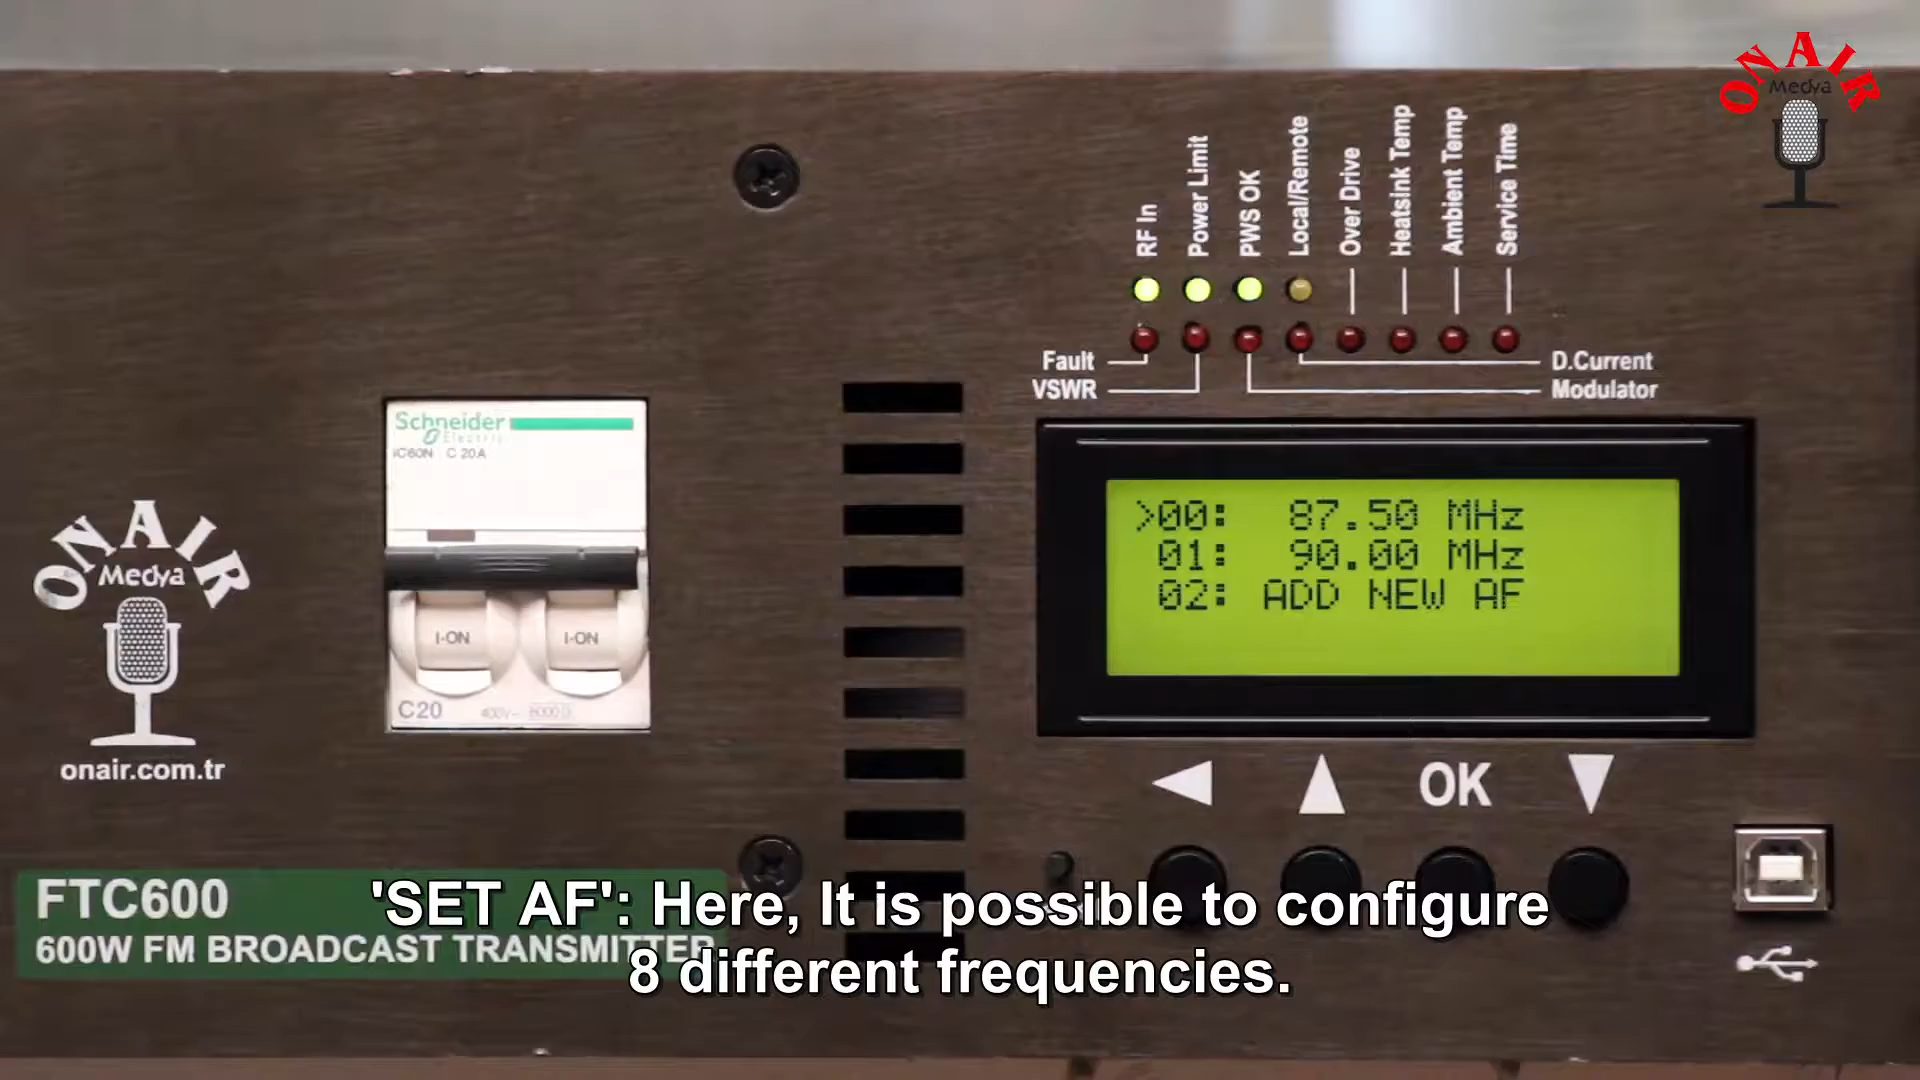 ONAIR
Medya
RF In
Power Limit
PWS OK
Local/Remote
Over Drive
Heatsink Temp
Ambient Temp
Service Time
Fault
VSWR
D.Current
Modulator
Schneider
Electric
iC60N C 20A
I-ON I-ON
C20
400V~ 6000
>00: 87.50 MHz
01: 90.00 MHz
02: ADD NEW AF
OK
ONAIR
Medya
onair.com.tr
FTC600
600W FM BROADCAST TRANSMITTER
'SET AF': Here, It is possible to configure
8 different frequencies.